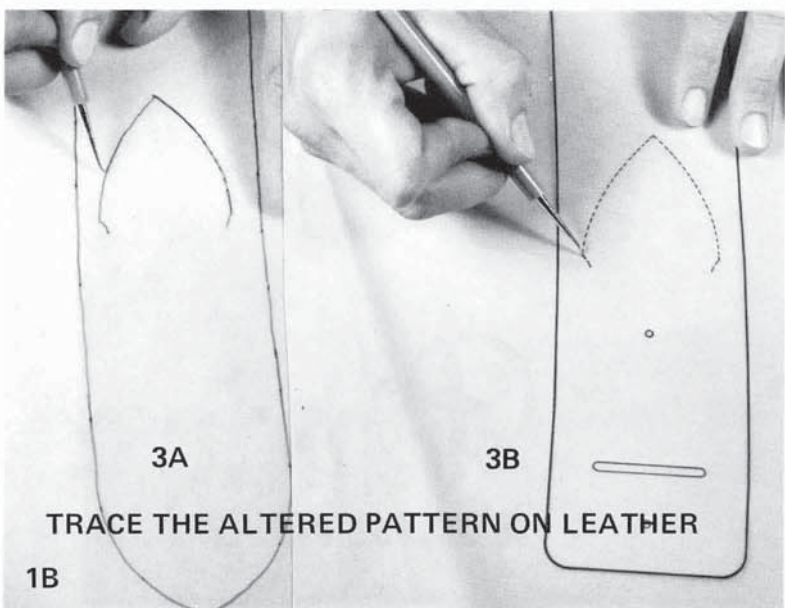 3A 3B
TRACE THE ALTERED PATTERN ON LEATHER
1B